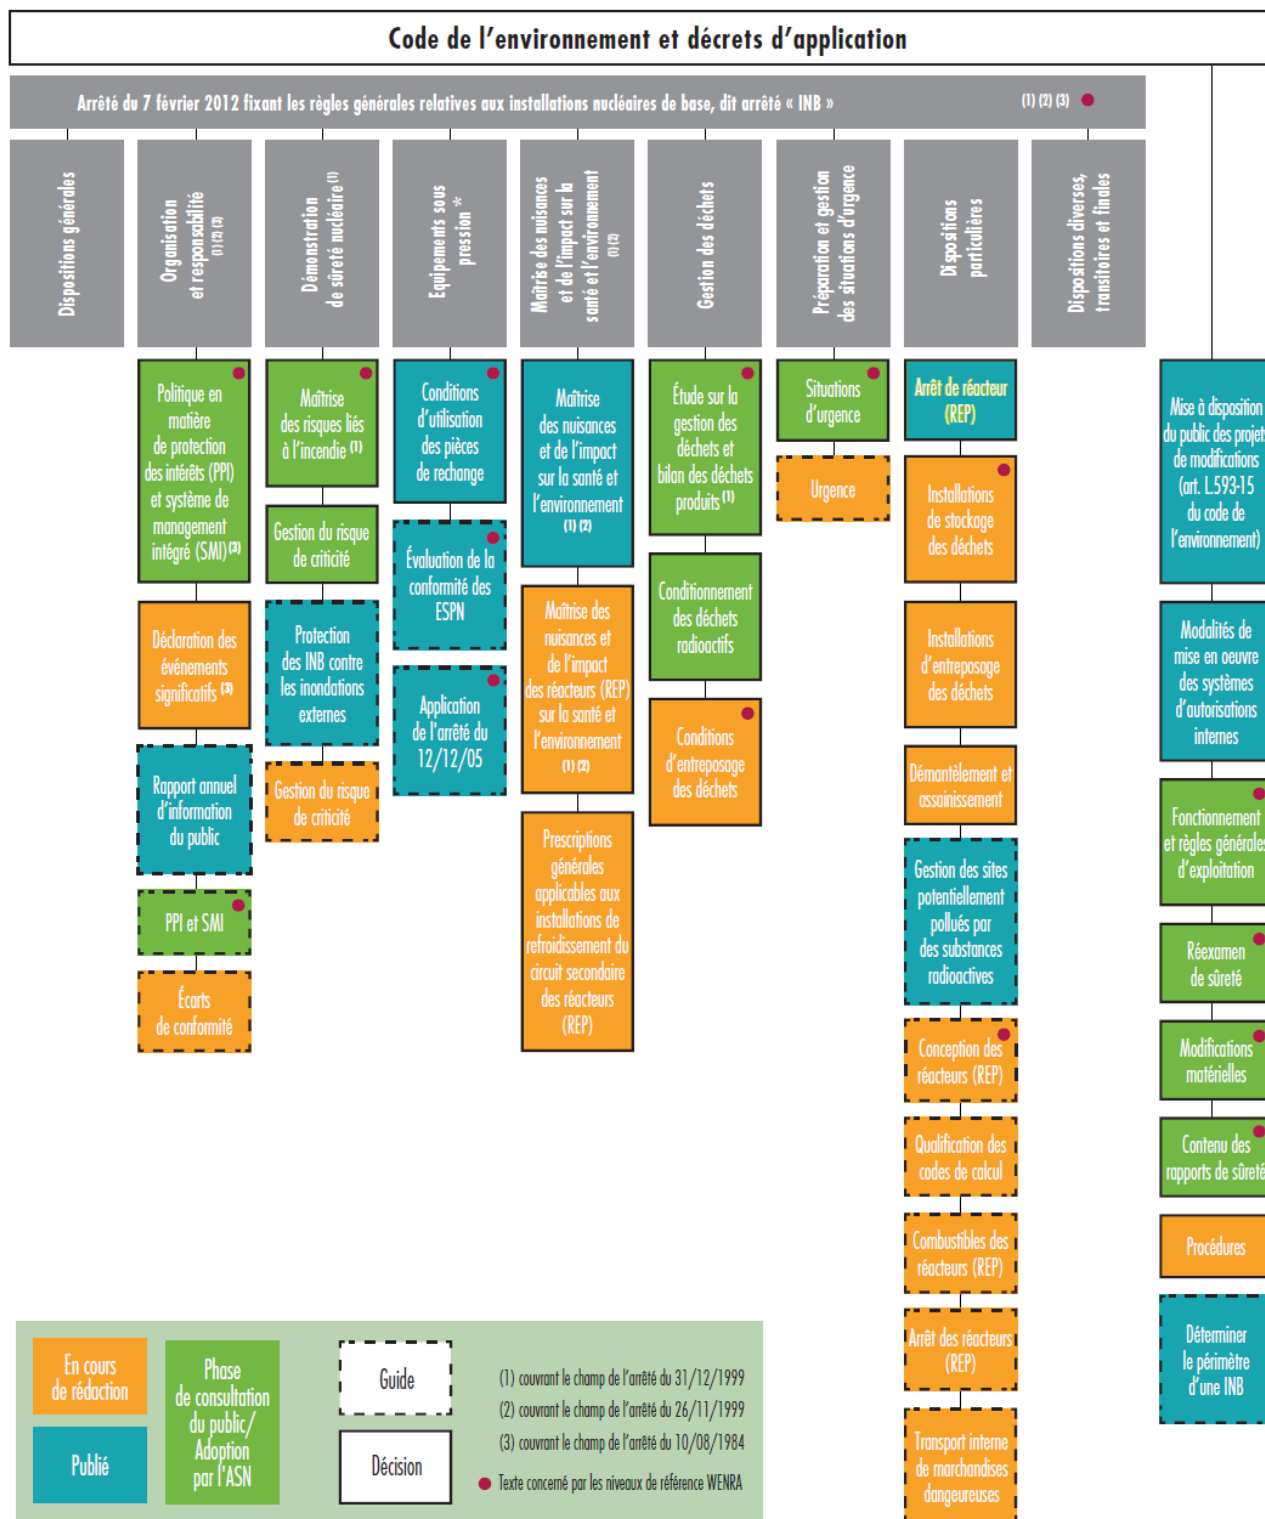 Code de l'environnement et décrets d'application
Arrêté du 7 février 2012 fixant les règles générales relatives aux installations nucléaires de base, dit arrêté « INB »
(1) (2) (3)
Dispositions générales
Organisation
et responsabilité
(1) (2) (3)
Démonstration
de sûreté nucléaire (1)
Equipements sous
pression *
Maîtrise des nuisances
et de l'impact sur la
santé et l'environnement
(1) (2)
Gestion des déchets
Préparation et gestion
des situations d'urgence
Dispositions
particulières
Dispositions diverses,
transitoires et finales
Politique en
matière
de protection
des intérêts (PPI)
et système de
management
intégré (SMI) (3)
Déclaration des
événements
significatifs (3)
Rapport annuel
d'information
du public
PPI et SMI
Écarts
de conformité
Maîtrise
des risques liés
à l'incendie (1)
Gestion du risque
de criticité
Protection
des INB contre
les inondations
externes
Gestion du risque
de criticité
Conditions
d'utilisation
des pièces
de rechange
Évaluation de la
conformité des
ESPN
Application
de l'arrêté du
12/12/05
Maîtrise
des nuisances
et de l'impact
sur la santé et
l'environnement
(1) (2)
Maîtrise des
nuisances et
de l'impact
des réacteurs (REP)
sur la santé et
l'environnement
(1) (2)
Prescriptions
générales
applicables aux
installations de
refroidissement du
circuit secondaire
des réacteurs
(REP)
Étude sur la
gestion des
déchets et
bilan des déchets
produits (1)
Conditionnement
des déchets
radioactifs
Conditions
d'entreposage
des déchets
Situations
d'urgence
Urgence
Arrêt de réacteur
(REP)
Installations
de stockage
des déchets
Installations
d'entreposage
des déchets
Démantèlement et
assainissement
Gestion des sites
potentiellement
pollués par
des substances
radioactives
Conception des
réacteurs (REP)
Qualification des
codes de calcul
Combustibles des
réacteurs (REP)
Arrêt des réacteurs
(REP)
Transport interne
de marchandises
dangeureuses
Mise à disposition
du public des projets
de modifications
(art. L.593-15
du code de
l'environnement)
Modalités de
mise en oeuvre
des systèmes
d'autorisations
internes
Fonctionnement
et règles générales
d'exploitation
Réexamen
de sûreté
Modifications
matérielles
Contenu des
rapports de sûreté
Procédures
Déterminer
le périmètre
d'une INB
En cours
de rédaction
Publié
Phase
de consultation
du public/
Adoption
par l'ASN
Guide
Décision
(1) couvrant le champ de l'arrêté du 31/12/1999
(2) couvrant le champ de l'arrêté du 26/11/1999
(3) couvrant le champ de l'arrêté du 10/08/1984
Texte concerné par les niveaux de référence WENRA